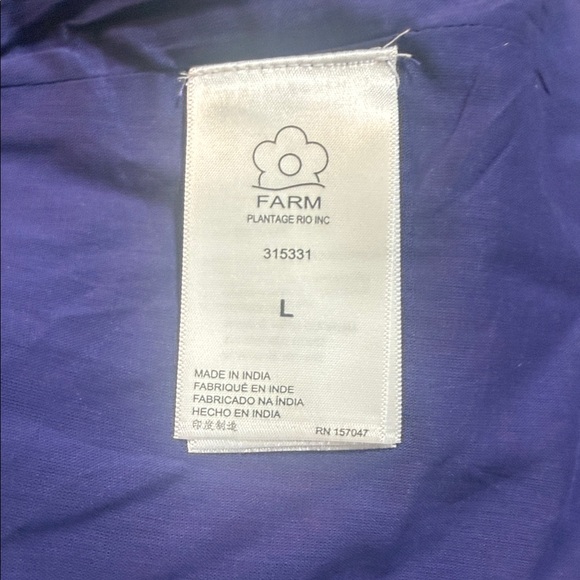 FARM
PLANTAGE RIO INC
315331
L
MADE IN INDIA
FABRIQUÉ EN INDE
FABRICADO NA ÍNDIA
HECHO EN INDIA
印度制造
RN 157047